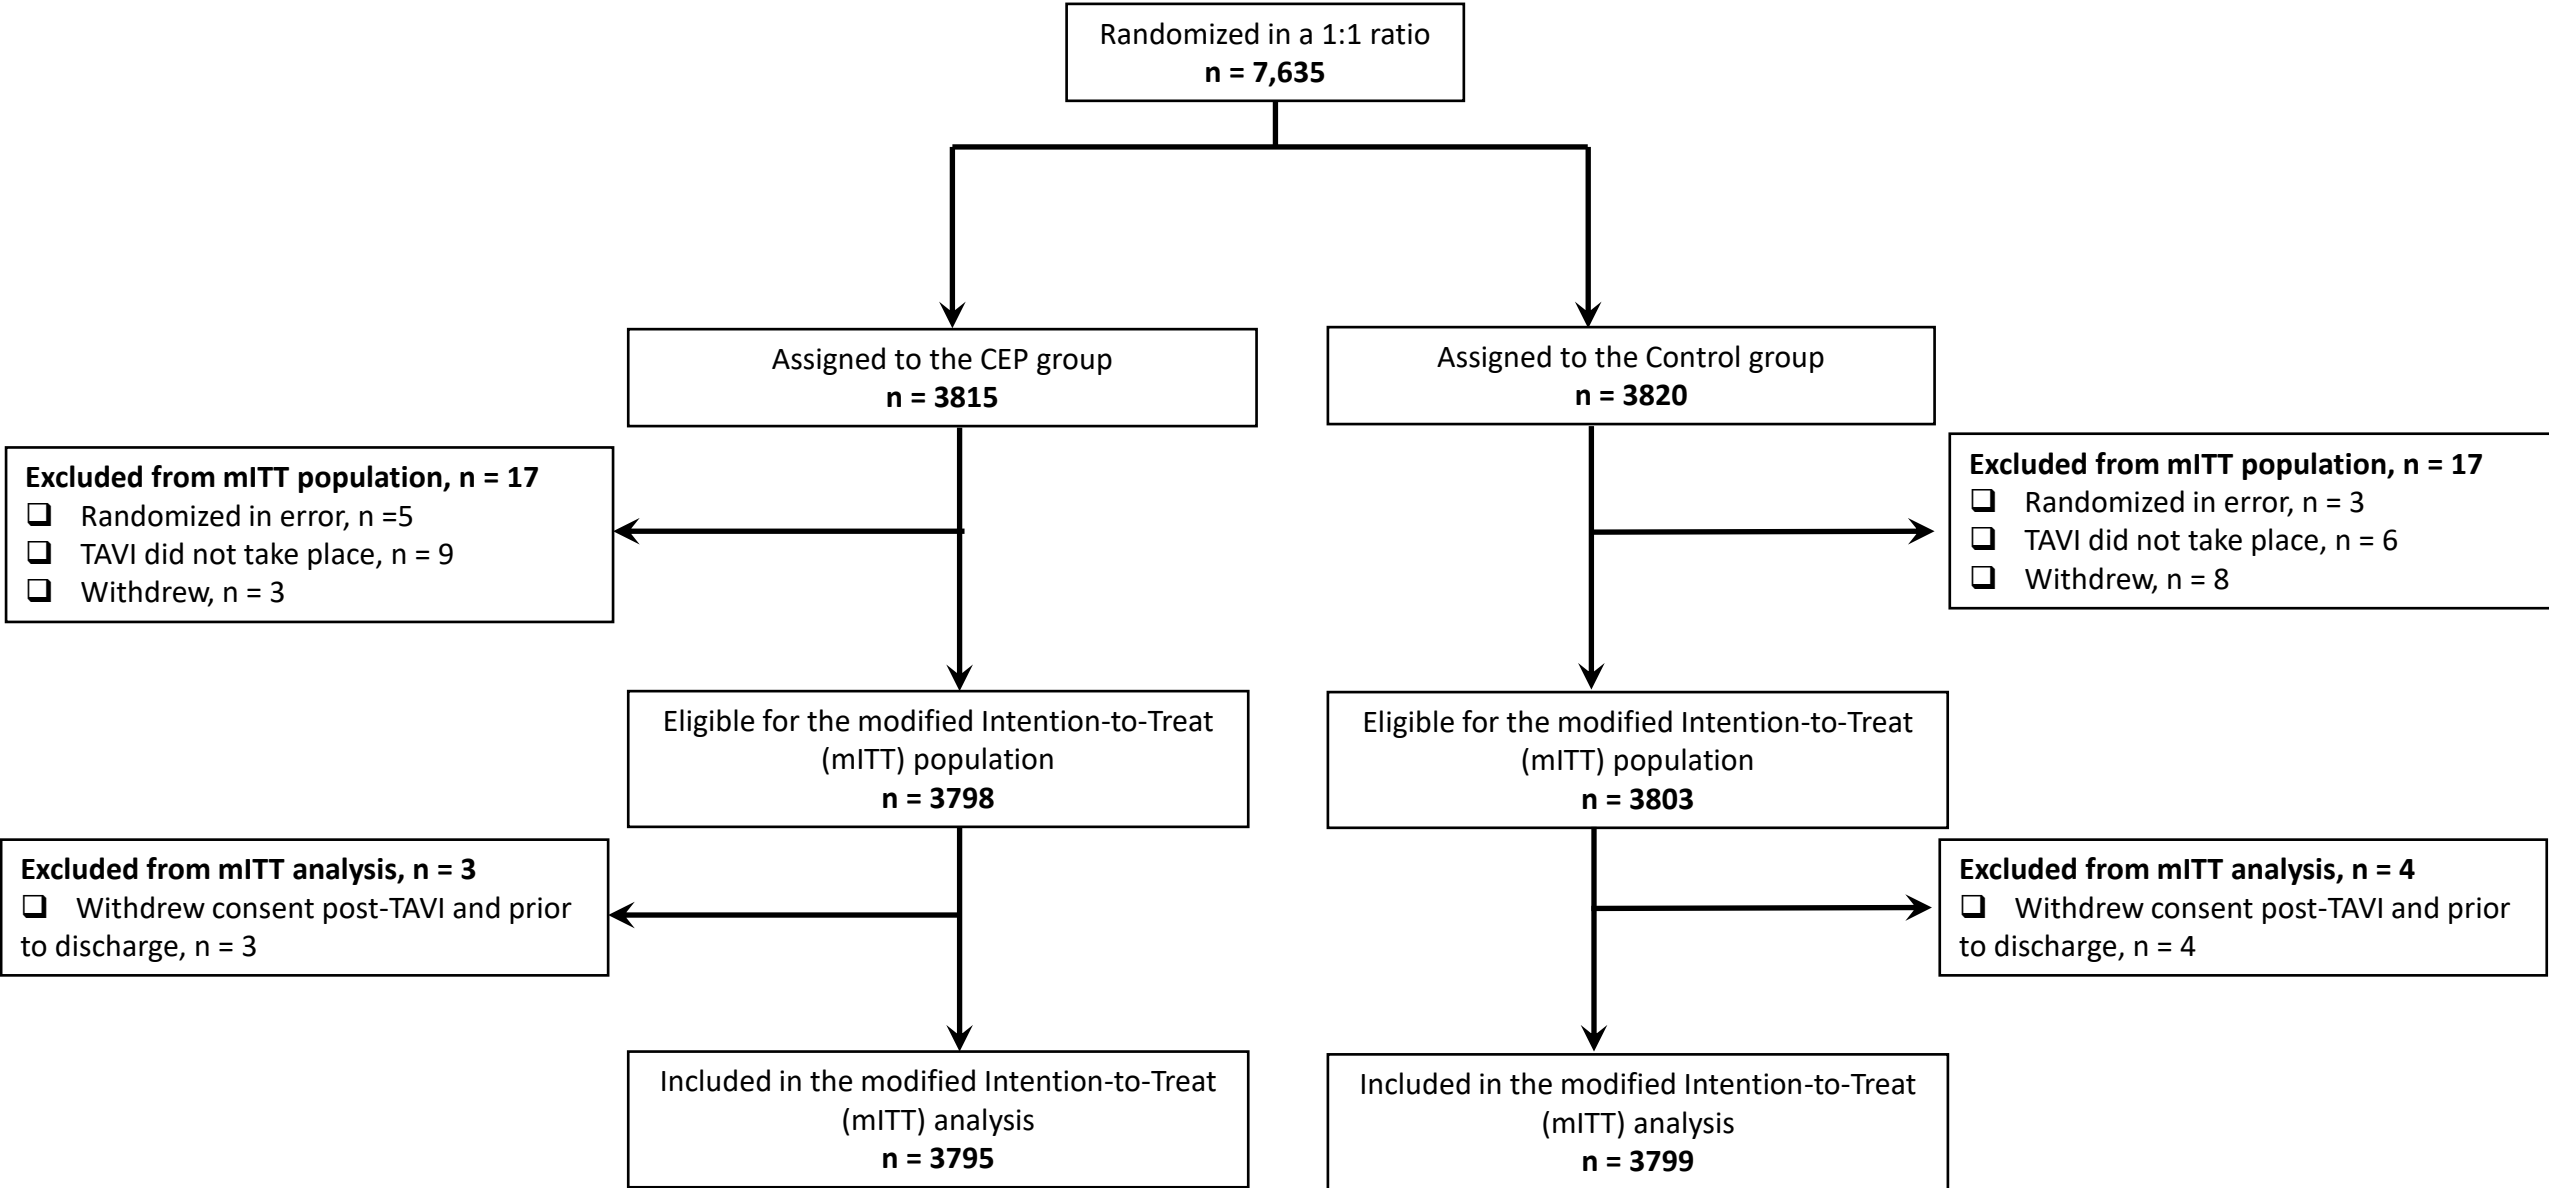 Randomized in a 1:1 ratio
n = 7,635
Assigned to the CEP group
n = 3815
Assigned to the Control group
n = 3820
Excluded from mITT population, n = 17
❑ Randomized in error, n =5
❑ TAVI did not take place, n = 9
❑ Withdrew, n = 3
Excluded from mITT population, n = 17
❑ Randomized in error, n = 3
❑ TAVI did not take place, n = 6
❑ Withdrew, n = 8
Eligible for the modified Intention-to-Treat
(mITT) population
n = 3798
Eligible for the modified Intention-to-Treat
(mITT) population
n = 3803
Excluded from mITT analysis, n = 3
❑ Withdrew consent post-TAVI and prior
to discharge, n = 3
Excluded from mITT analysis, n = 4
❑ Withdrew consent post-TAVI and prior
to discharge, n = 4
Included in the modified Intention-to-Treat
(mITT) analysis
n = 3795
Included in the modified Intention-to-Treat
(mITT) analysis
n = 3799